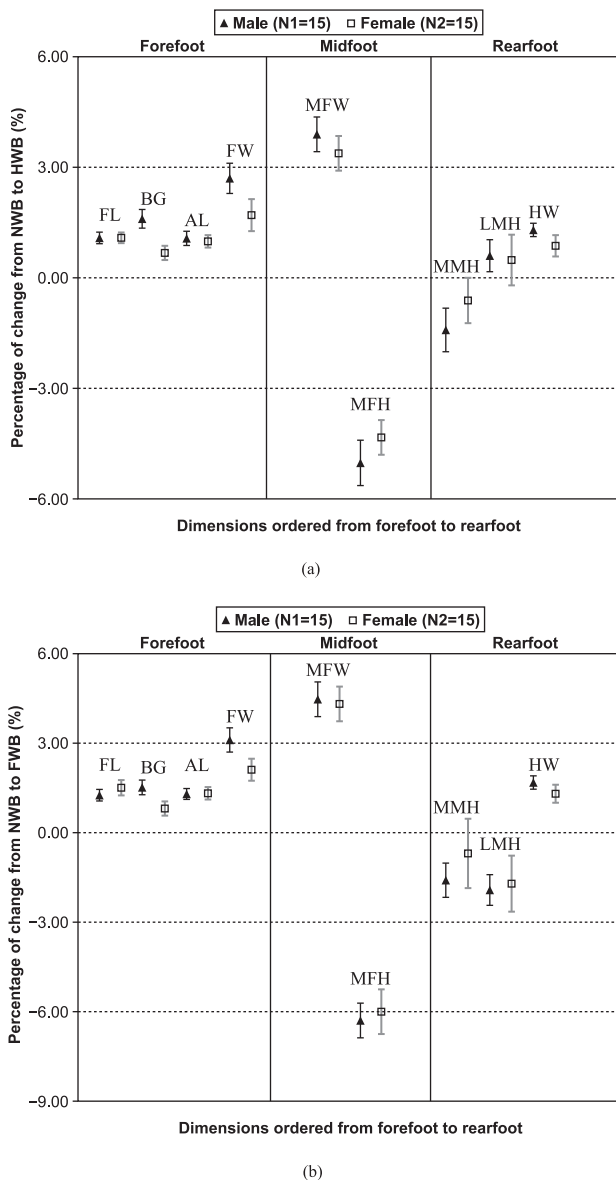 ▲ Male (N1=15) □ Female (N2=15)
Forefoot Midfoot Rearfoot
6.00
MFW
FW
3.00
FL BG AL LMH HW
MMH
0.00
−3.00
MFH
−6.00
Percentage of change from NWB to HWB (%)
Dimensions ordered from forefoot to rearfoot
(a)
▲ Male (N1=15) □ Female (N2=15)
Forefoot Midfoot Rearfoot
6.00
MFW
FW
3.00
FL BG AL HW
MMH
LMH
0.00
−3.00
MFH
−6.00
−9.00
Percentage of change from NWB to FWB (%)
Dimensions ordered from forefoot to rearfoot
(b)